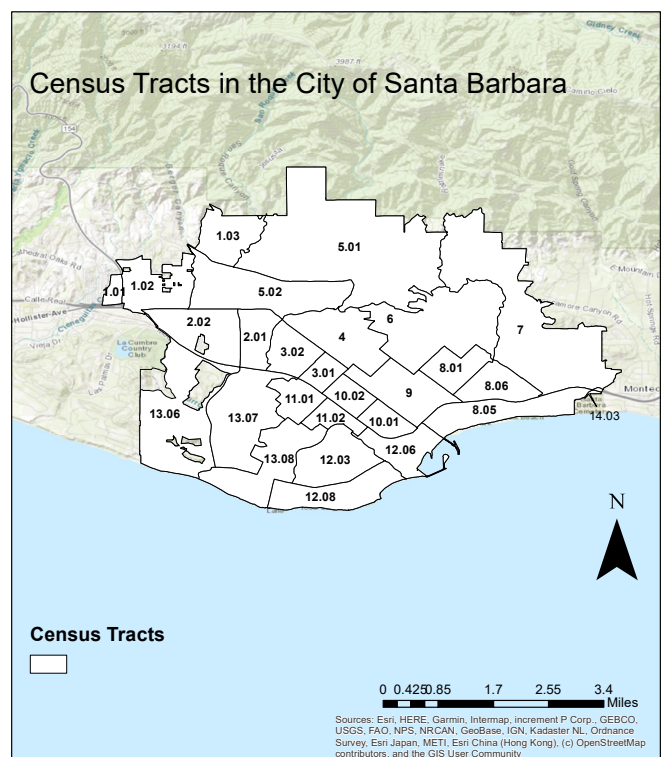 Gidney Creek
3987 ft
Census Tracts in the City of Santa Barbara
154
1.03
5.01
1.01
1.02
5.02
Hollister-Ave
2.02
2.01
4
6
7
La Cumbre
Country
Club
3.02
3.01
8.01
8.06
9
10.02
11.01
11.02
10.01
8.05
14.03
13.06
13.07
13.08
12.03
12.06
12.08
N
Census Tracts
0 0.425 0.85 1.7 2.55 3.4
Miles
Sources: Esri, HERE, Garmin, Intermap, increment P Corp., GEBCO,
USGS, FAO, NPS, NRCAN, GeoBase, IGN, Kadaster NL, Ordnance
Survey, Esri Japan, METI, Esri China (Hong Kong), (c) OpenStreetMap
contributors, and the GIS User Community